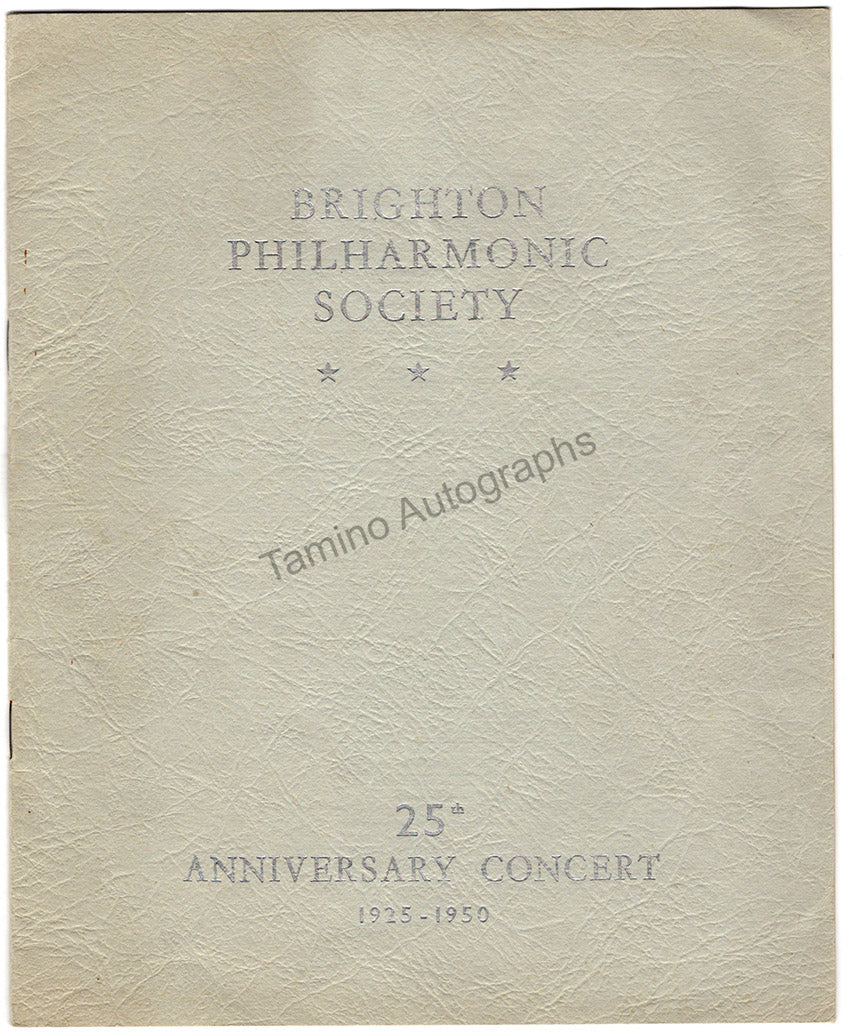 BRIGHTON
PHILHARMONIC
SOCIETY
Tamino Autographs
25th
ANNIVERSARY CONCERT
1925-1950